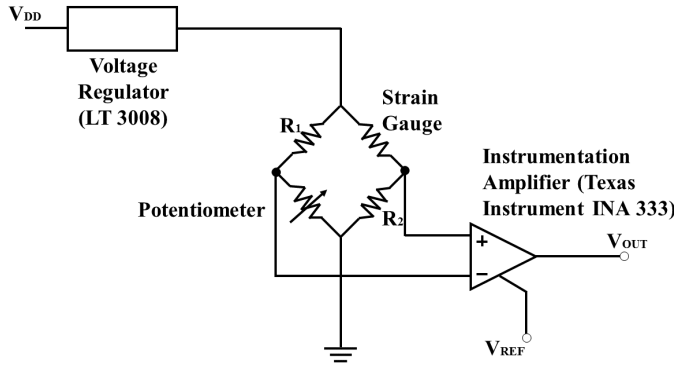 VDD
Voltage
Regulator
(LT 3008)
R1
Strain
Gauge
Potentiometer
R2
Instrumentation
Amplifier (Texas
Instrument INA 333)
+
−
VOUT
VREF